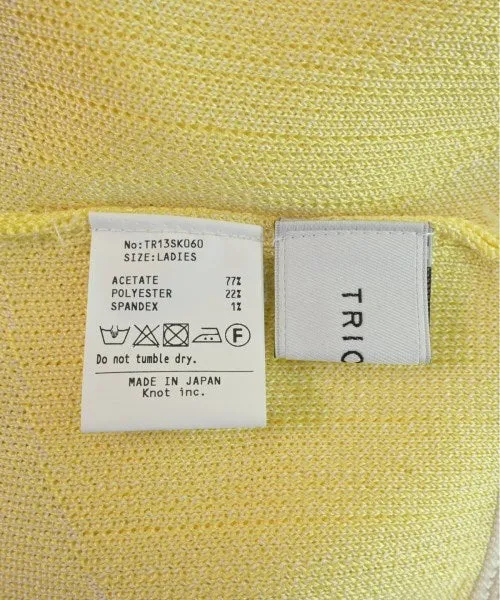 No:TR13SK060
SIZE:LADIES
ACETATE 77%
POLYESTER 22%
SPANDEX 1%
F
Do not tumble dry.
MADE IN JAPAN
Knot inc.
TRIC